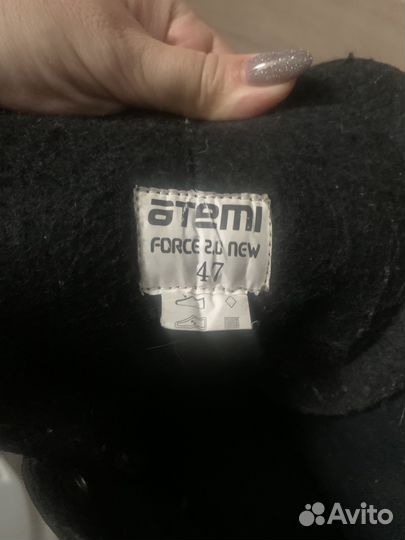 aTemI
FORCE 2.0 NEW
47
Avito